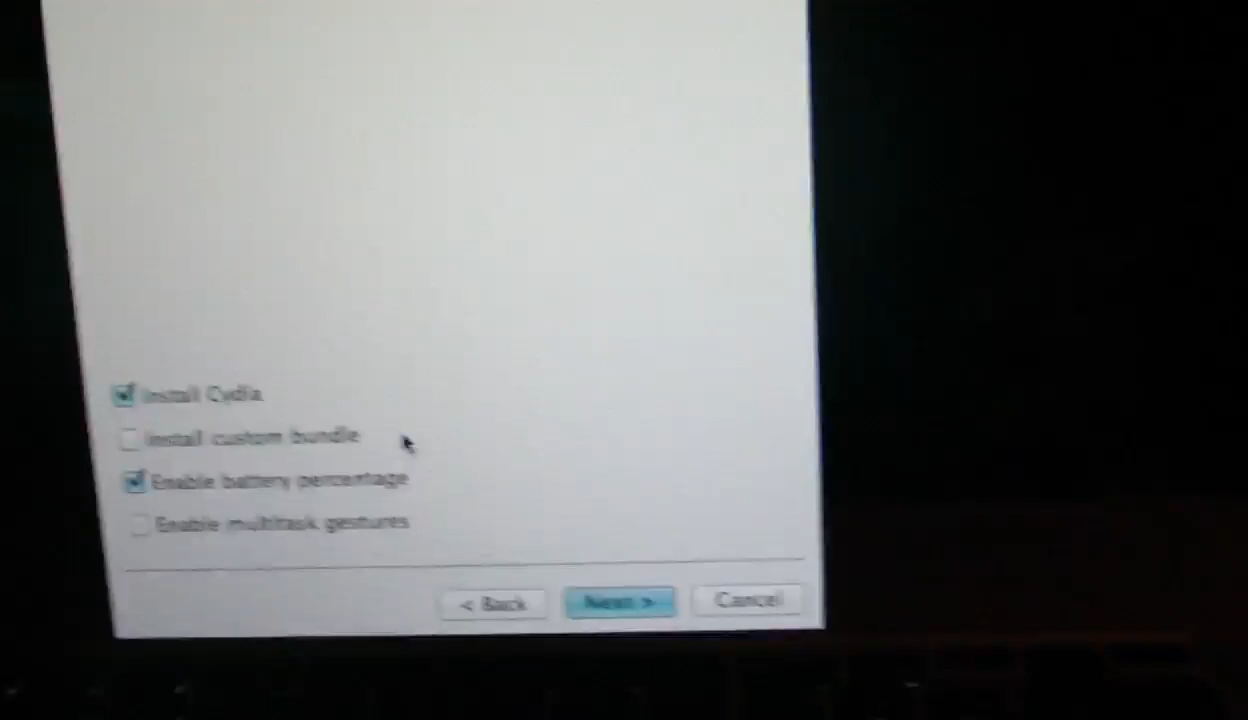 Install Cydia
Install custom bundle
Enable battery percentage
Enable multitask gestures
< Back
Next >
Cancel